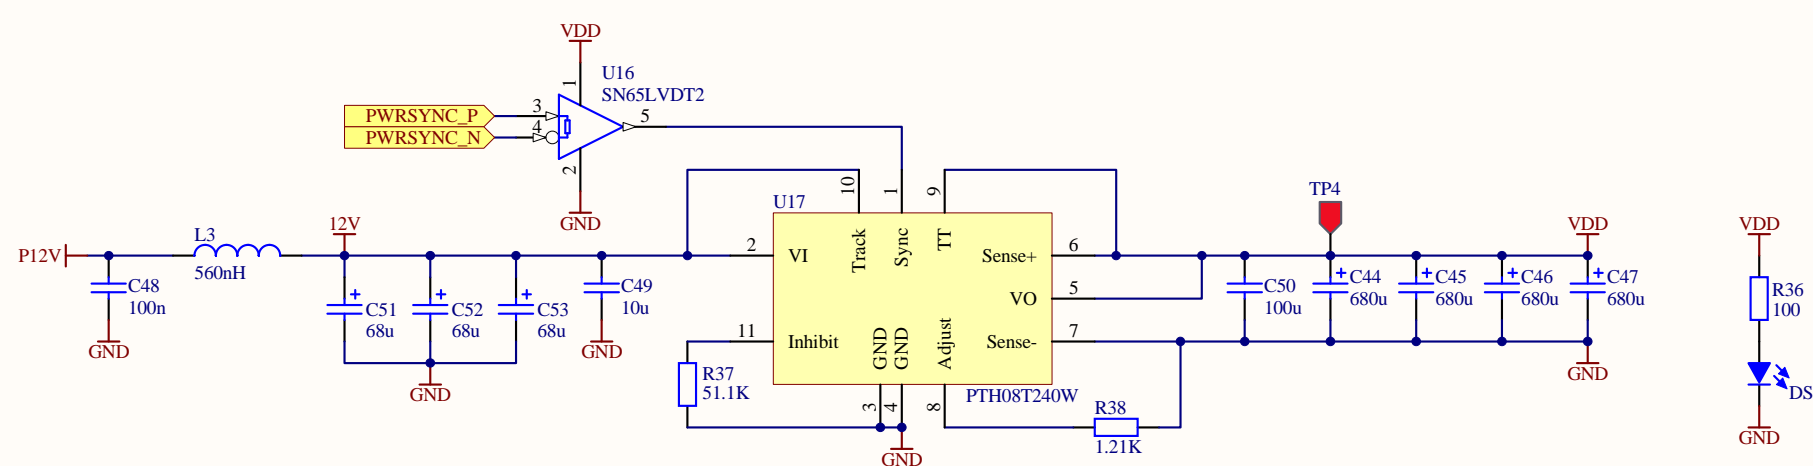 VDD
1
U16
SN65LVDT2
PWRSYNC_P
3
PWRSYNC_N
4
5
2
GND
10
1
9
TP4
U17
L3
12V
VDD
VDD
P12V
2
VI
Track
Sync
TT
Sense+
6
560nH
C48
100n
C51
68u
C52
68u
C53
68u
C49
10u
VO
5
C50
100u
C44
680u
C45
680u
C46
680u
C47
680u
R36
100
11
Inhibit
GND
GND
Adjust
Sense-
7
GND
GND
GND
R37
51.1K
PTH08T240W
GND
DS
3
4
8
R38
1.21K
GND
GND